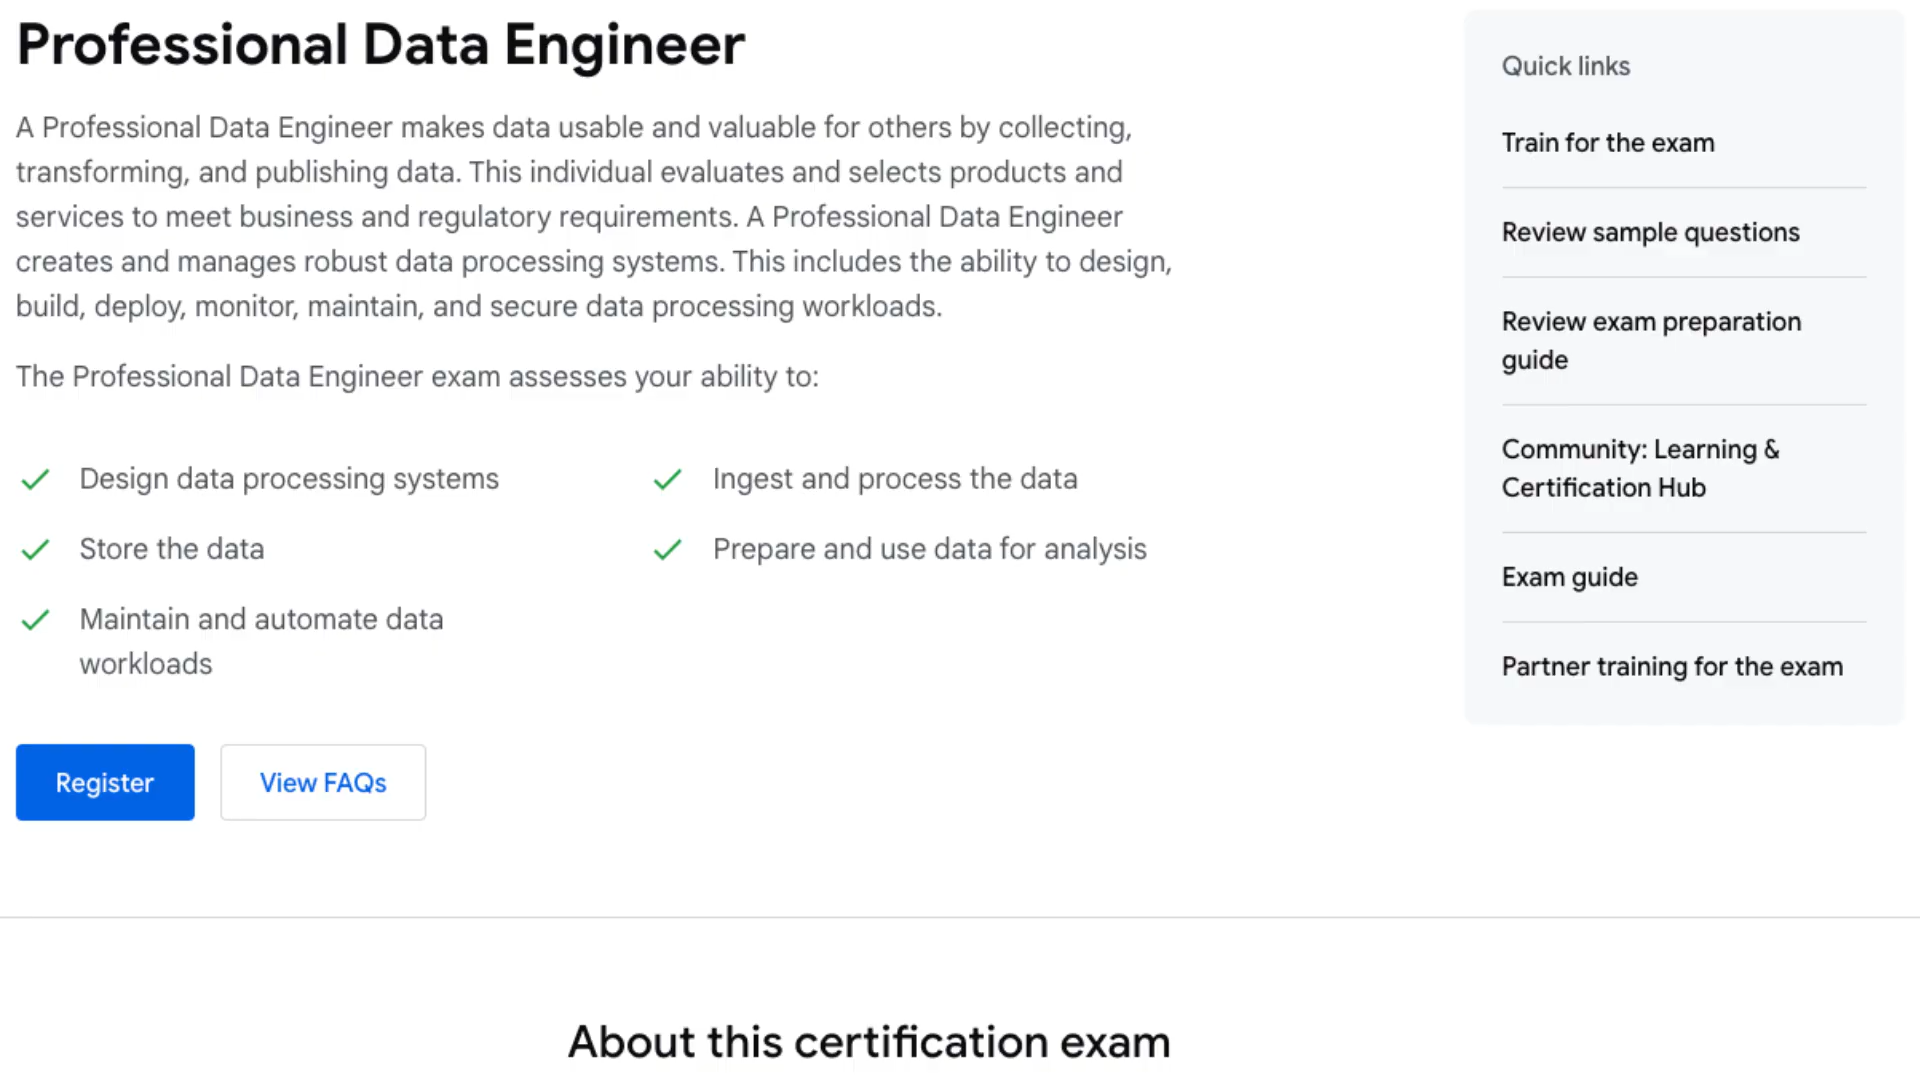 Professional Data Engineer
A Professional Data Engineer makes data usable and valuable for others by collecting,
transforming, and publishing data. This individual evaluates and selects products and
services to meet business and regulatory requirements. A Professional Data Engineer
creates and manages robust data processing systems. This includes the ability to design,
build, deploy, monitor, maintain, and secure data processing workloads.
The Professional Data Engineer exam assesses your ability to:
Design data processing systems
Ingest and process the data
Store the data
Prepare and use data for analysis
Maintain and automate data
workloads
Register
View FAQs
Quick links
Train for the exam
Review sample questions
Review exam preparation
guide
Community: Learning &
Certification Hub
Exam guide
Partner training for the exam
About this certification exam